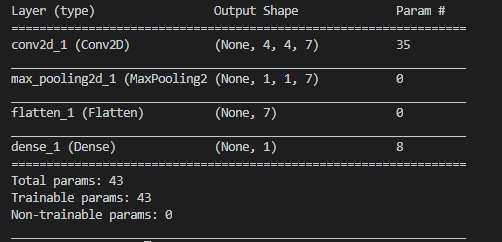 Layer (type) Output Shape Param #
=================================================================
conv2d_1 (Conv2D) (None, 4, 4, 7) 35
_________________________________________________________________
max_pooling2d_1 (MaxPooling2 (None, 1, 1, 7) 0
_________________________________________________________________
flatten_1 (Flatten) (None, 7) 0
_________________________________________________________________
dense_1 (Dense) (None, 1) 8
=================================================================
Total params: 43
Trainable params: 43
Non-trainable params: 0
_________________________________________________________________